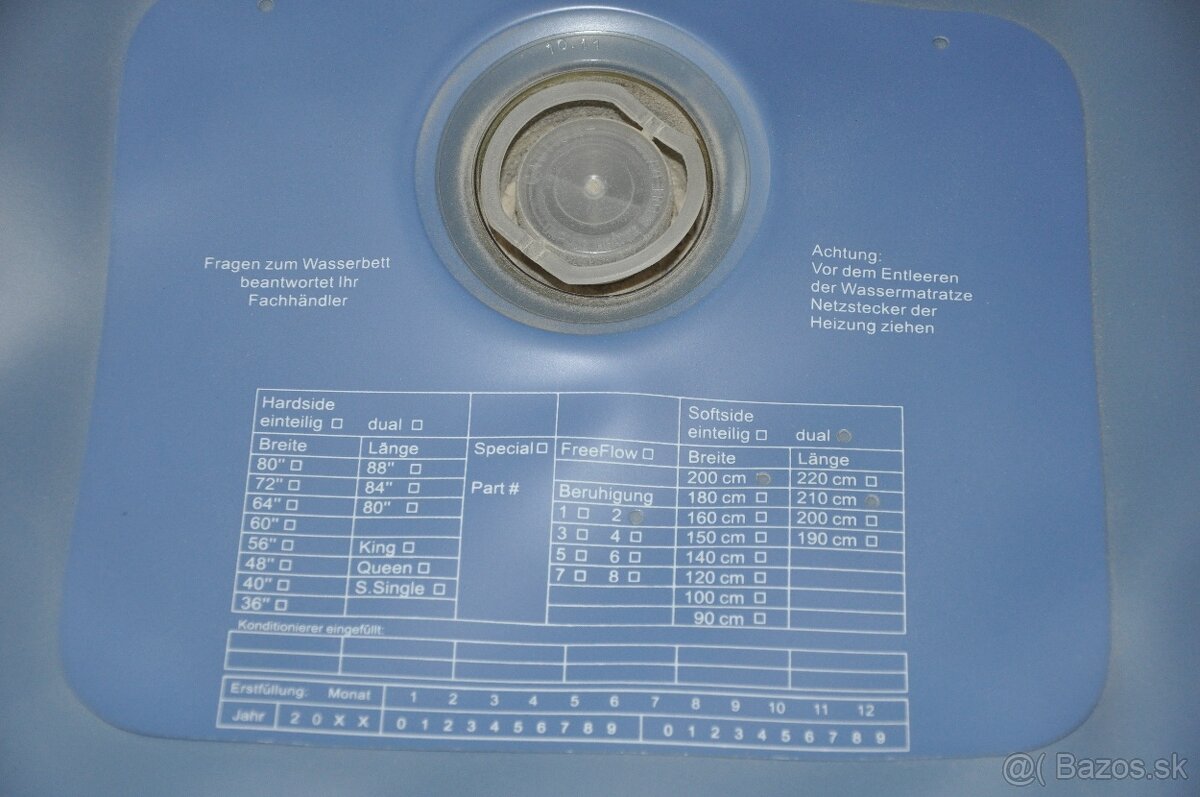 10.11
Fragen zum Wasserbett
beantwortet Ihr
Fachhändler
Achtung:
Vor dem Entleeren
der Wassermatratze
Netzstecker der
Heizung ziehen
Hardside
einteilig □ dual □
Breite Länge
80" □ 88" □
72" □ 84" □
64" □ 80" □
60" □
56" □ King □
48" □ Queen □
40" □ S.Single □
36" □
Special □
Part #
FreeFlow □
Beruhigung
1 □ 2
3 □ 4 □
5 □ 6 □
7 □ 8 □
Softside
einteilig □ dual
Breite Länge
200 cm 220 cm □
180 cm □ 210 cm
160 cm □ 200 cm □
150 cm □ 190 cm □
140 cm □
120 cm □
100 cm □
90 cm □
Konditionierer eingefüllt:
Erstfüllung: Monat 1 2 3 4 5 6 7 8 9 10 11 12
Jahr 2 0 X X 0 1 2 3 4 5 6 7 8 9 0 1 2 3 4 5 6 7 8 9
@( Bazos.sk